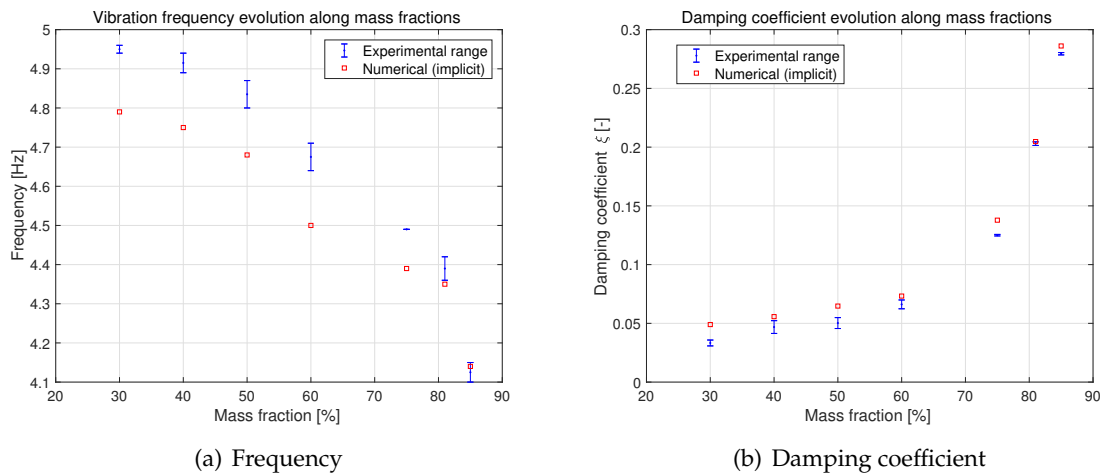 Vibration frequency evolution along mass fractions
5
4.9
4.8
4.7
4.6
4.5
4.4
4.3
4.2
4.1
Frequency [Hz]
Experimental range
Numerical (implicit)
20 30 40 50 60 70 80 90
Mass fraction [%]
(a) Frequency
Damping coefficient evolution along mass fractions
0.3
0.25
0.2
0.15
0.1
0.05
0
Damping coefficient ξ [-]
Experimental range
Numerical (implicit)
20 30 40 50 60 70 80 90
Mass fraction [%]
(b) Damping coefficient